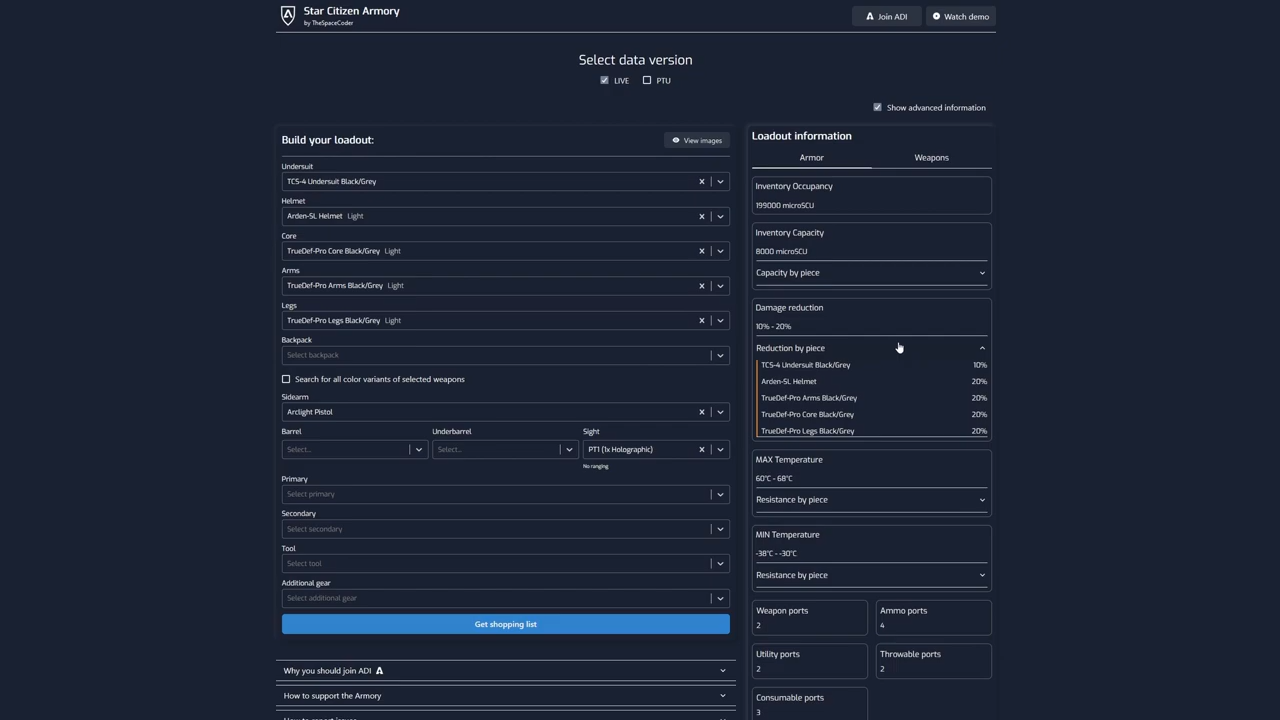 Star Citizen Armory
by TheSpaceCoder
Join ADI
Watch demo
Select data version
LIVE
PTU
Show advanced information
Build your loadout:
View images
Undersuit
TCS-4 Undersuit Black/Grey
Helmet
Arden-SL Helmet Light
Core
TrueDef-Pro Core Black/Grey Light
Arms
TrueDef-Pro Arms Black/Grey Light
Legs
TrueDef-Pro Legs Black/Grey Light
Backpack
Select backpack
Search for all color variants of selected weapons
Sidearm
Arclight Pistol
Barrel
Select...
Underbarrel
Select...
Sight
PT1 (1x Holographic)
No ranging
Primary
Select primary
Secondary
Select secondary
Tool
Select tool
Additional gear
Select additional gear
Get shopping list
Why you should join ADI
How to support the Armory
How to report issues
Loadout information
Armor
Weapons
Inventory Occupancy
199000 microSCU
Inventory Capacity
8000 microSCU
Capacity by piece
Damage reduction
10% - 20%
Reduction by piece
TCS-4 Undersuit Black/Grey 10%
Arden-SL Helmet 20%
TrueDef-Pro Arms Black/Grey 20%
TrueDef-Pro Core Black/Grey 20%
TrueDef-Pro Legs Black/Grey 20%
MAX Temperature
60°C - 68°C
Resistance by piece
MIN Temperature
-38°C - -30°C
Resistance by piece
Weapon ports
2
Ammo ports
4
Utility ports
2
Throwable ports
2
Consumable ports
3